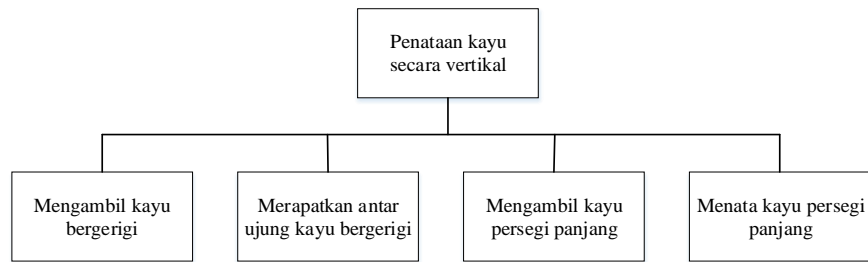 Penataan kayu
secara vertikal
Mengambil kayu
bergerigi
Merapatkan antar
ujung kayu bergerigi
Mengambil kayu
persegi panjang
Menata kayu persegi
panjang